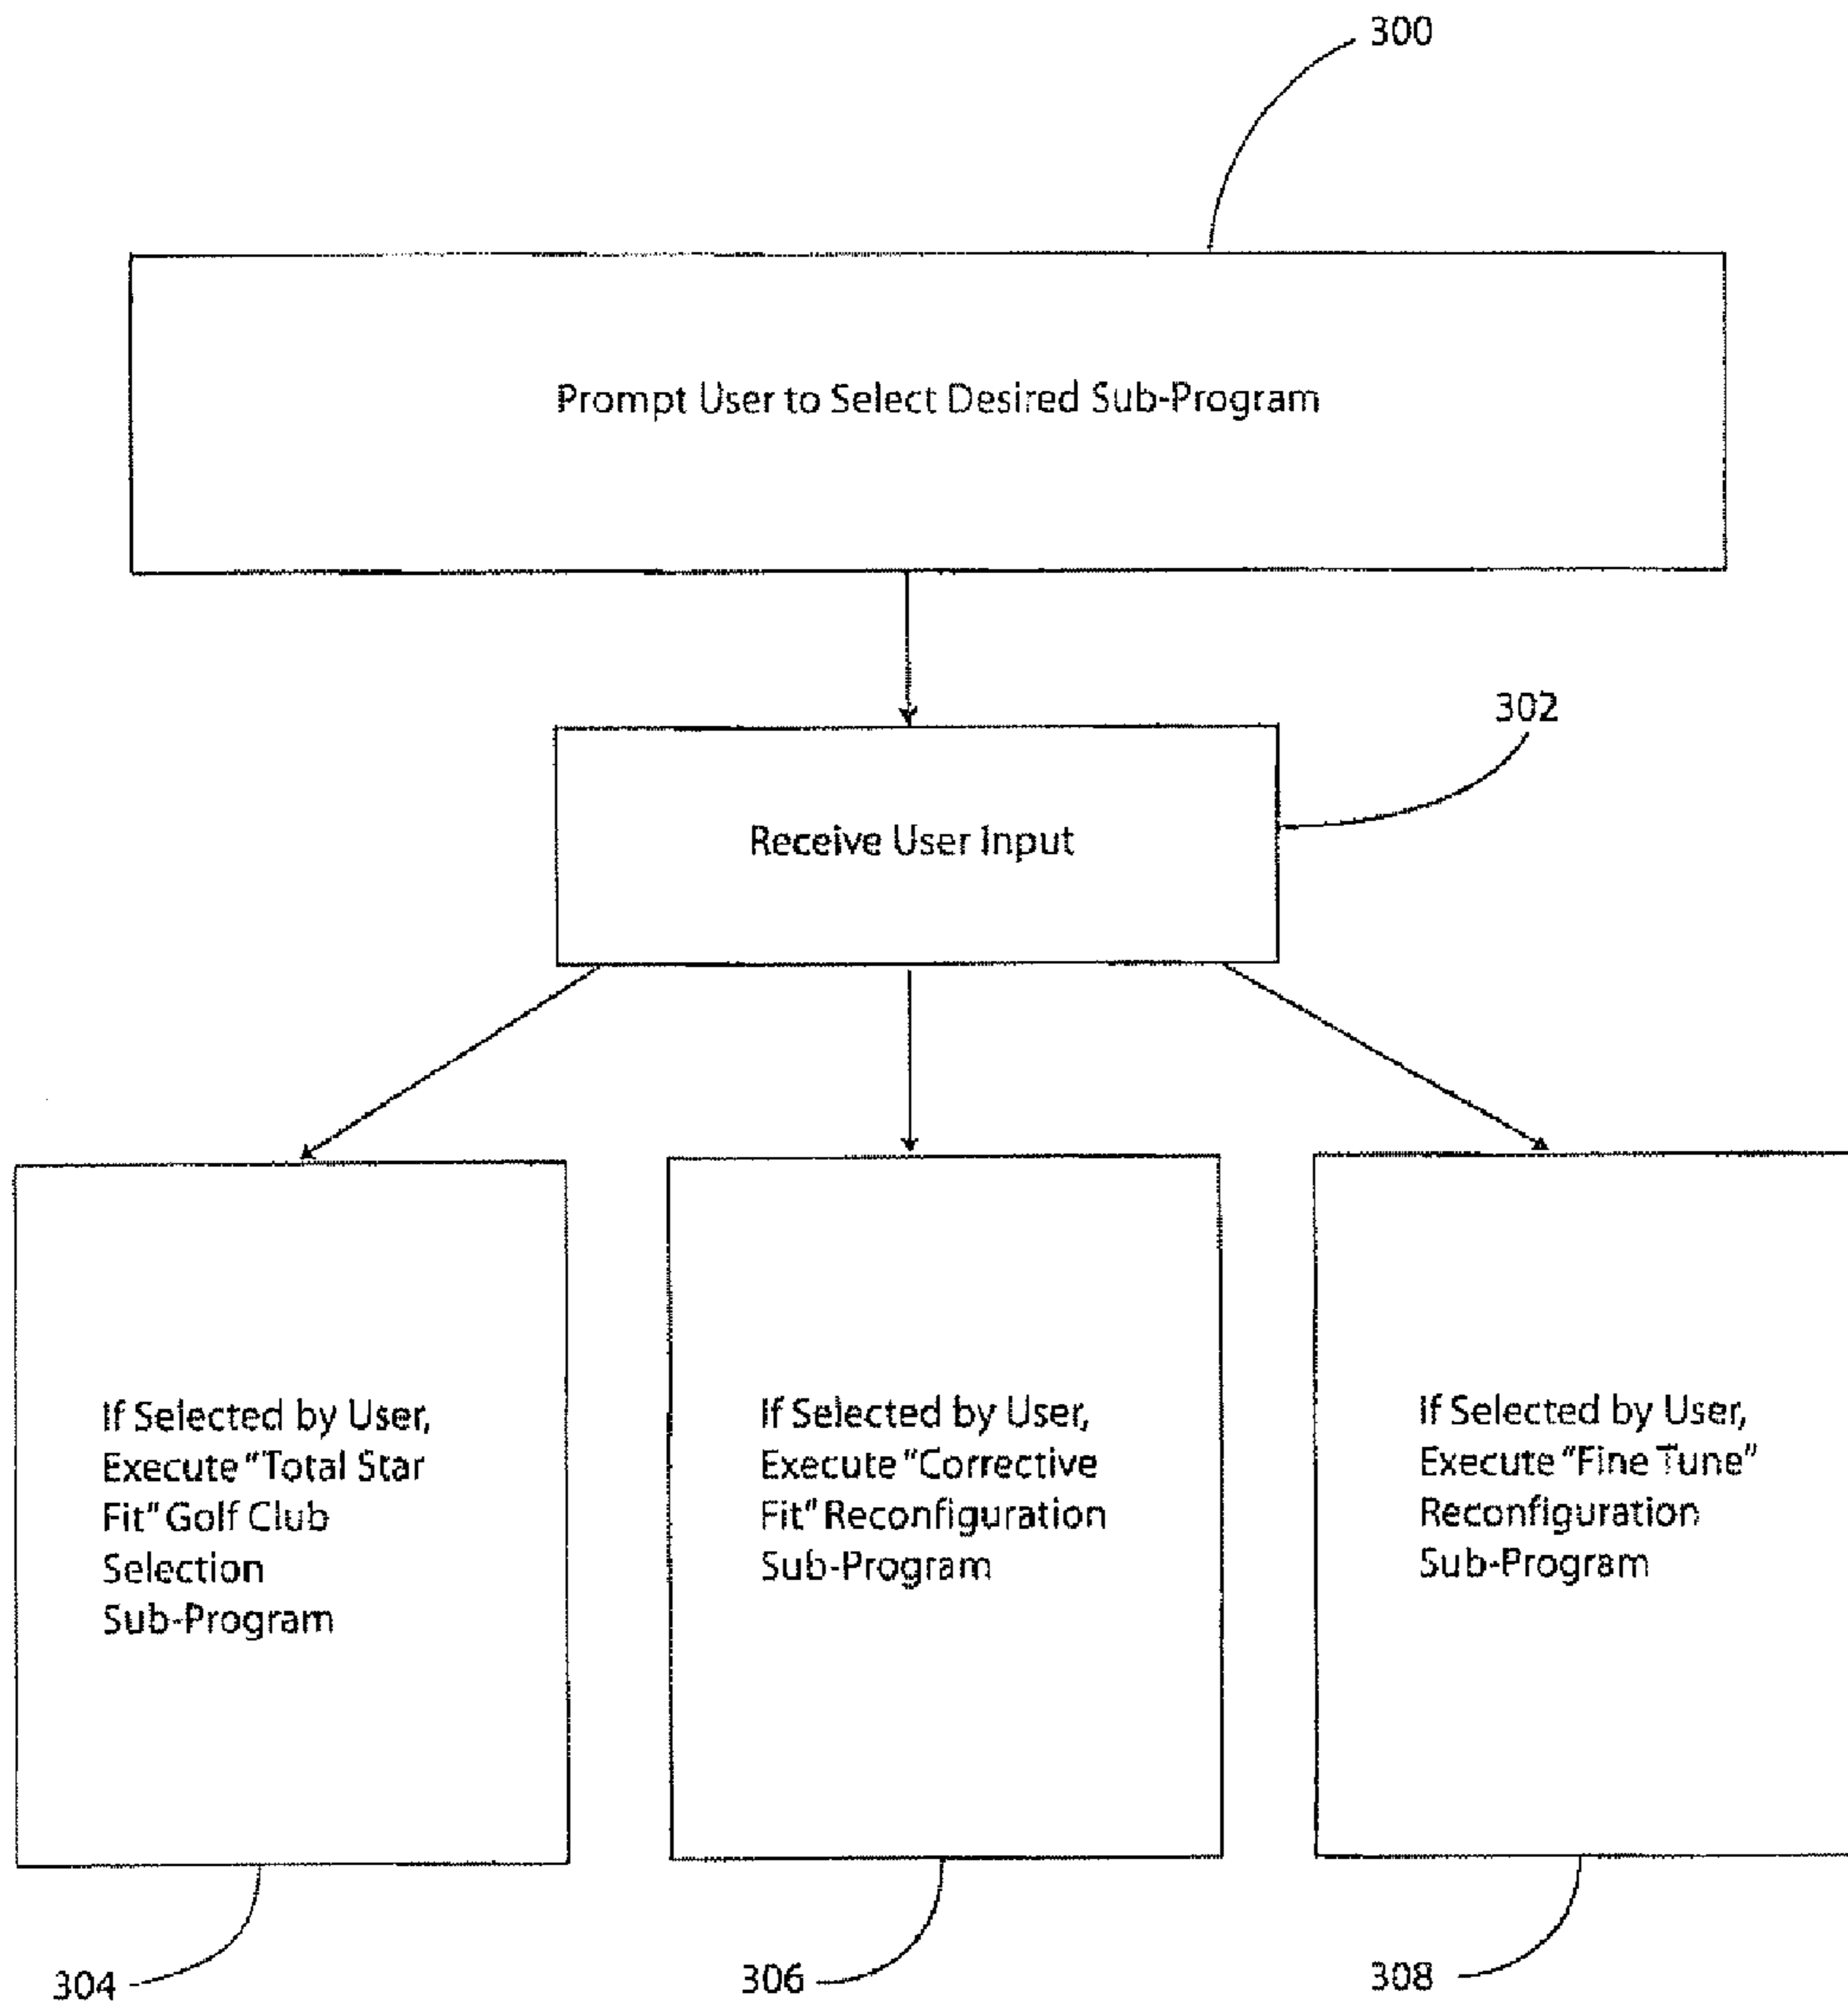 300
Prompt User to Select Desired Sub-Program
302
Receive User Input
If Selected by User,
Execute "Total Star
Fit" Golf Club
Selection
Sub-Program
If Selected by User,
Execute "Corrective
Fit" Reconfiguration
Sub-Program
If Selected by User,
Execute "Fine Tune"
Reconfiguration
Sub-Program
304
306
308